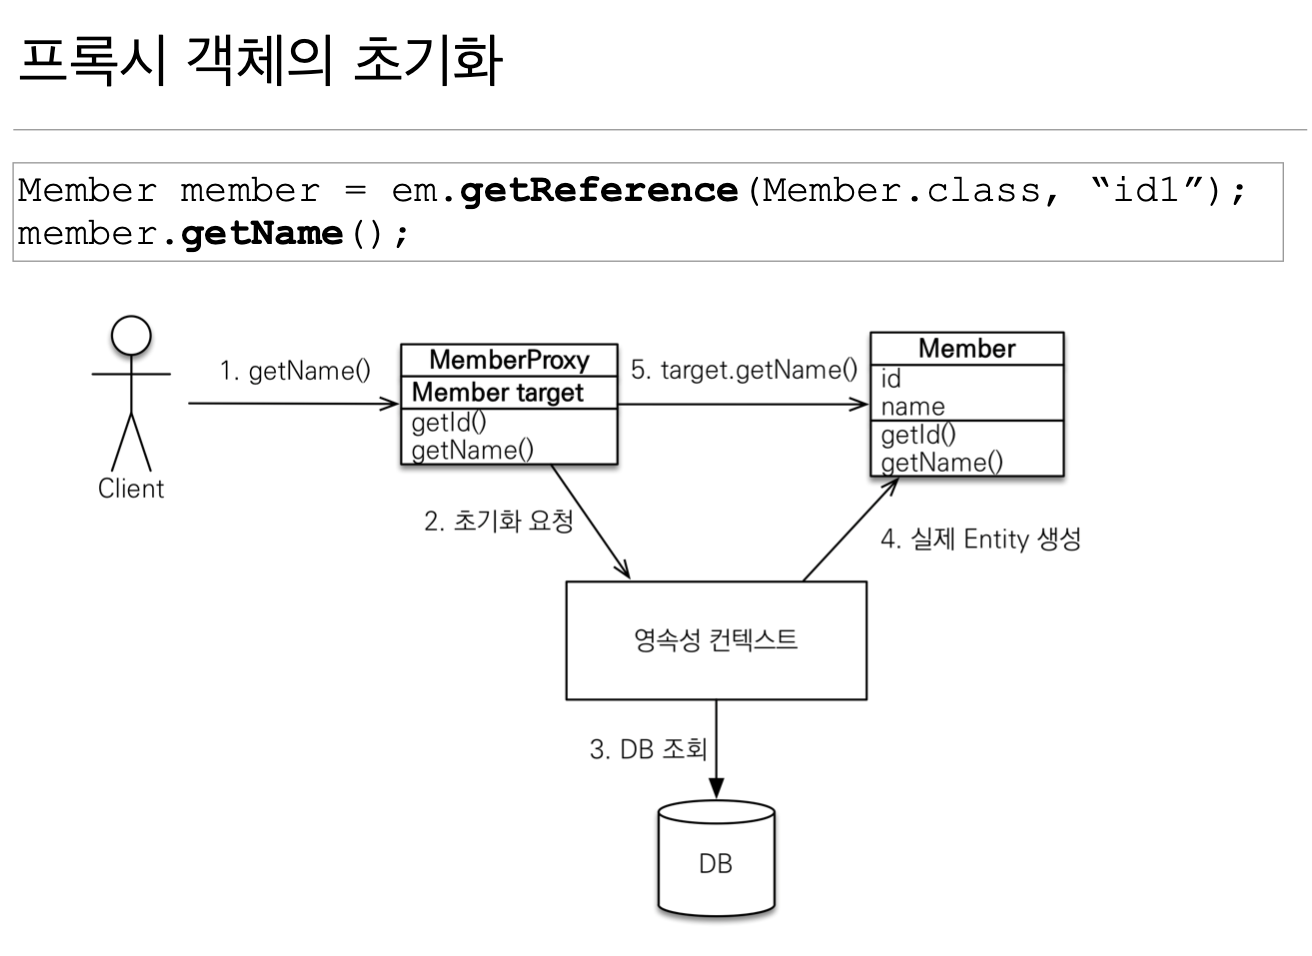 프록시 객체의 초기화
Member member = em.getReference(Member.class, “id1”);
member.getName();
1. getName()
MemberProxy
Member target
getId()
getName()
5. target.getName()
Member
id
name
getId()
getName()
Client
2. 초기화 요청
4. 실제 Entity 생성
영속성 컨텍스트
3. DB 조회
DB